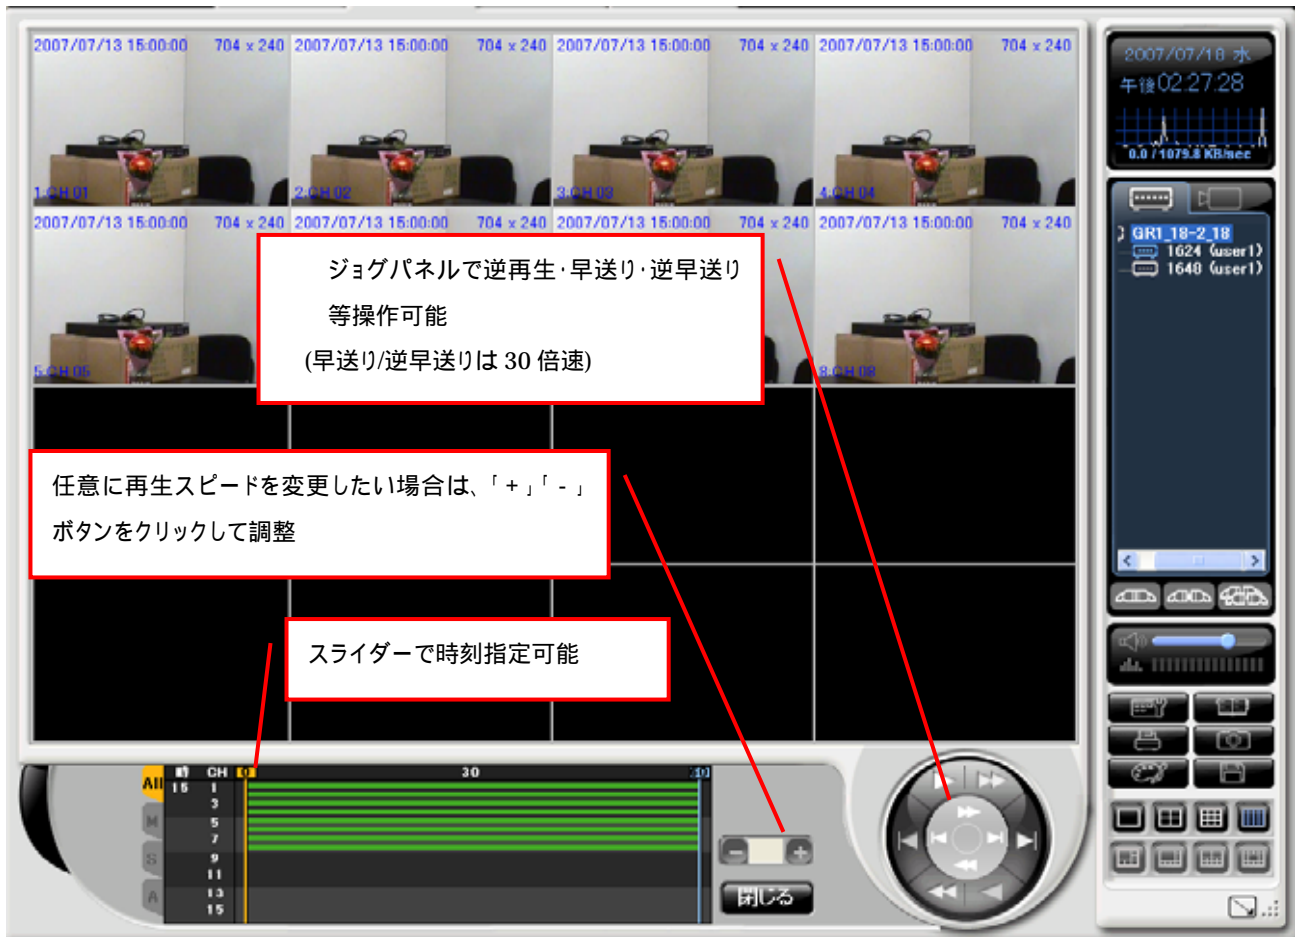 2007/07/13 15:00:00 704 x 240 2007/07/13 15:00:00 704 x 240 2007/07/13 15:00:00 704 x 240 2007/07/13 15:00:00 704 x 240
1:CH 01 2:CH 02 3:CH 03 4:CH 04
2007/07/13 15:00:00 704 x 240 2007/07/13 15:00:00 704 x 240 2007/07/13 15:00:00 704 x 240 2007/07/13 15:00:00 704 x 240
5:CH 05 8:CH 08
ジョグパネルで逆再生・早送り・逆早送り
等操作可能
(早送り/逆早送りは 30 倍速)
任意に再生スピードを変更したい場合は、「+」「-」
ボタンをクリックして調整
スライダーで時刻指定可能
2007/07/18 水
午後02:27:28
0.0 / 1079.8 KB/sec
GR1_18-2_18
1624 (user1)
1648 (user1)
All
M
S
A
時 CH 0 30
15 1
3
5
7
9
11
13
15
閉じる